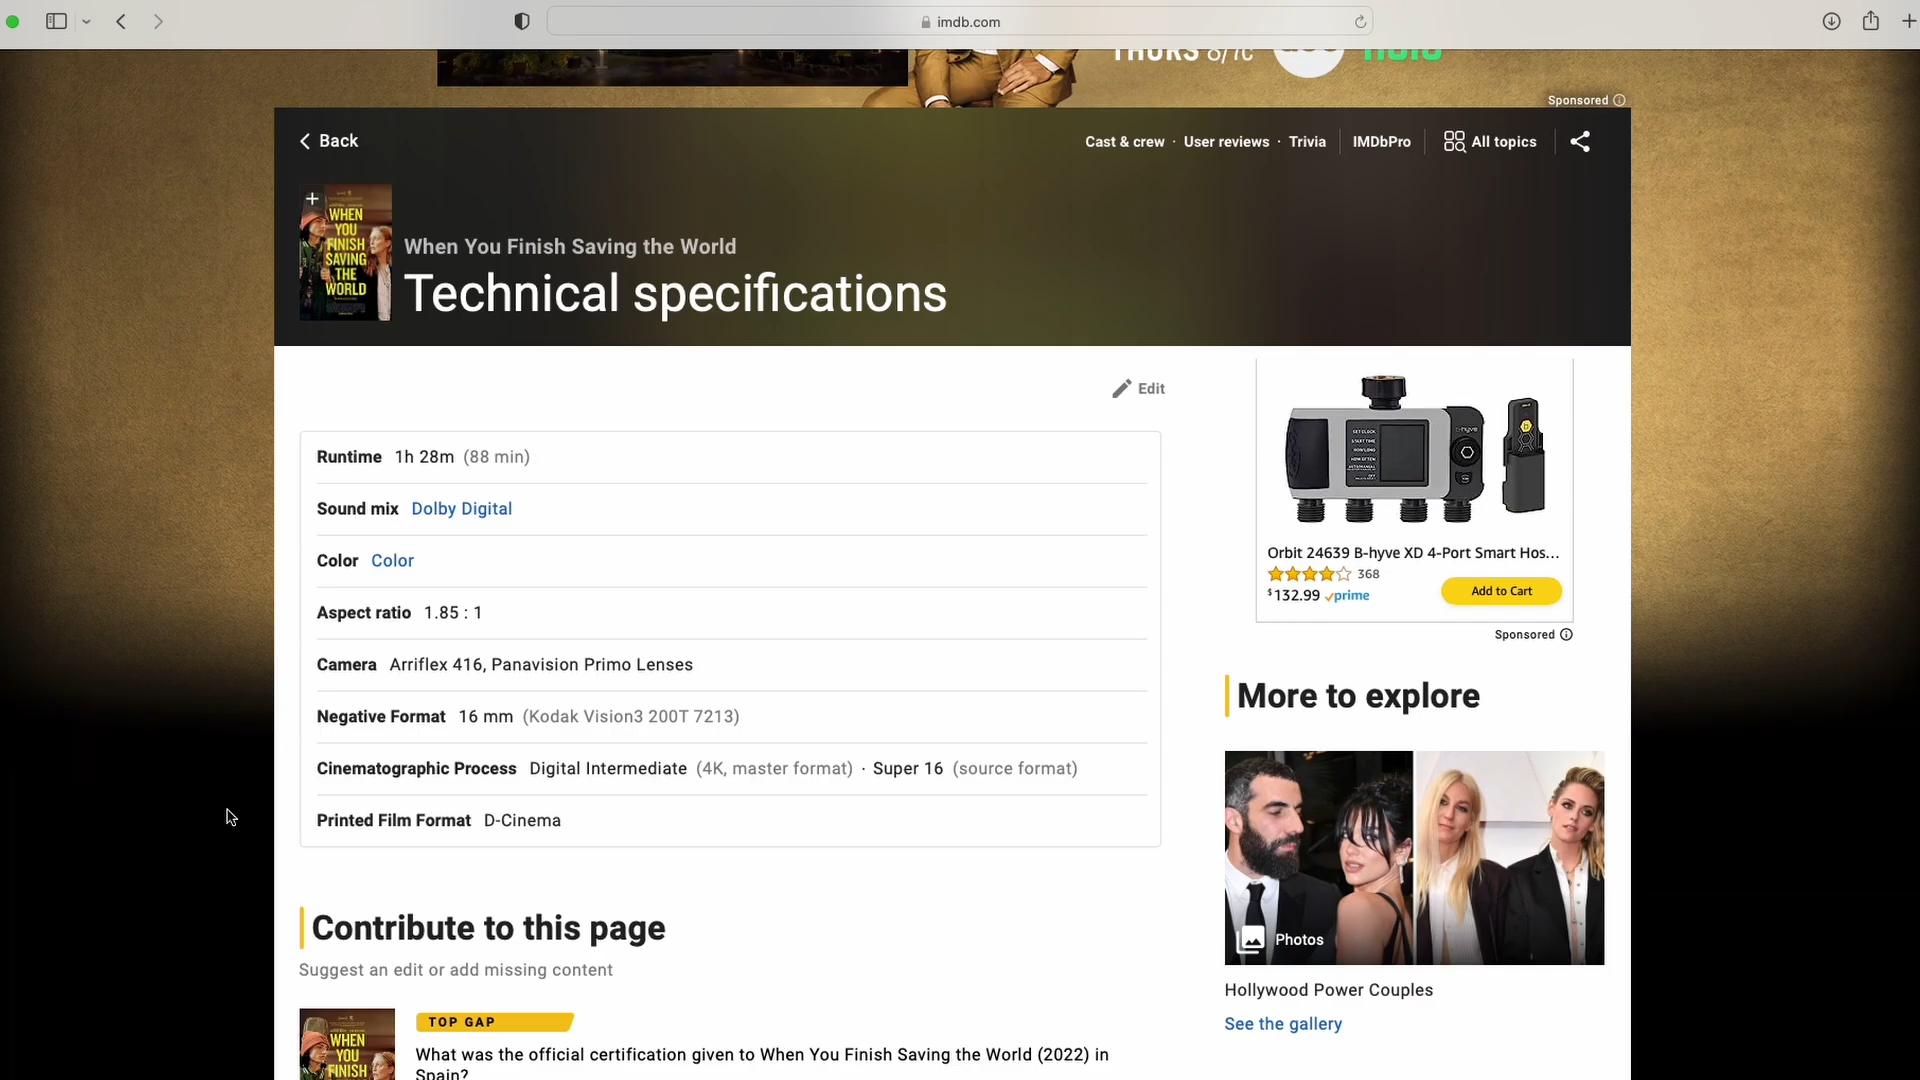 imdb.com
THURS 8/7c abc hulu
Sponsored
Back
Cast & crew · User reviews · Trivia IMDbPro All topics
WHEN
YOU
FINISH
SAVING
THE
WORLD
When You Finish Saving the World
Technical specifications
Edit
Runtime 1h 28m (88 min)
Sound mix Dolby Digital
Color Color
Aspect ratio 1.85 : 1
Camera Arriflex 416, Panavision Primo Lenses
Negative Format 16 mm (Kodak Vision3 200T 7213)
Cinematographic Process Digital Intermediate (4K, master format) · Super 16 (source format)
Printed Film Format D-Cinema
b-hyve
Orbit 24639 B-hyve XD 4-Port Smart Hos...
368
$132.99 prime
Add to Cart
Sponsored
More to explore
Photos
Hollywood Power Couples
See the gallery
Contribute to this page
Suggest an edit or add missing content
WHEN
YOU
FINISH
TOP GAP
What was the official certification given to When You Finish Saving the World (2022) in
Spain?